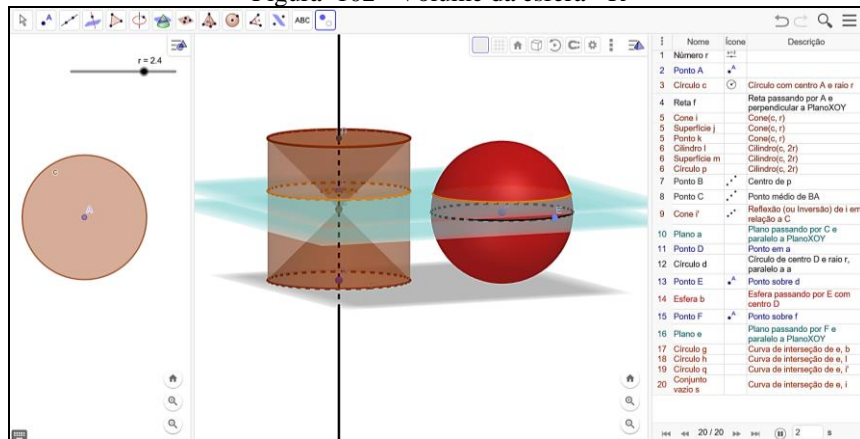 Figura 102 - Volume da esfera - R
ABC
r = 2.4
c
A
Nome Ícone Descrição
1 Número r
2 Ponto A
3 Círculo c Círculo com centro A e raio r
4 Reta f Reta passando por A e
perpendicular a PlanoXOY
5 Cone i Cone(c, r)
5 Superfície j Cone(c, r)
5 Ponto k Cone(c, r)
6 Cilindro l Cilindro(c, 2r)
6 Superfície m Cilindro(c, 2r)
6 Círculo p Cilindro(c, 2r)
7 Ponto B Centro de p
8 Ponto C Ponto médio de BA
9 Cone i' Reflexão (ou Inversão) de i em
relação a C
10 Plano a Plano passando por C e
paralelo a PlanoXOY
11 Ponto D Ponto em a
12 Círculo d Círculo de centro D e raio r,
paralelo a a
13 Ponto E Ponto sobre d
14 Esfera b Esfera passando por E com
centro D
15 Ponto F Ponto sobre f
16 Plano e Plano passando por F e
paralelo a PlanoXOY
17 Círculo g Curva de interseção de e, b
18 Círculo h Curva de interseção de e, l
19 Círculo q Curva de interseção de e, i'
20 Conjunto
vazio s Curva de interseção de e, i
20 / 20 2 s